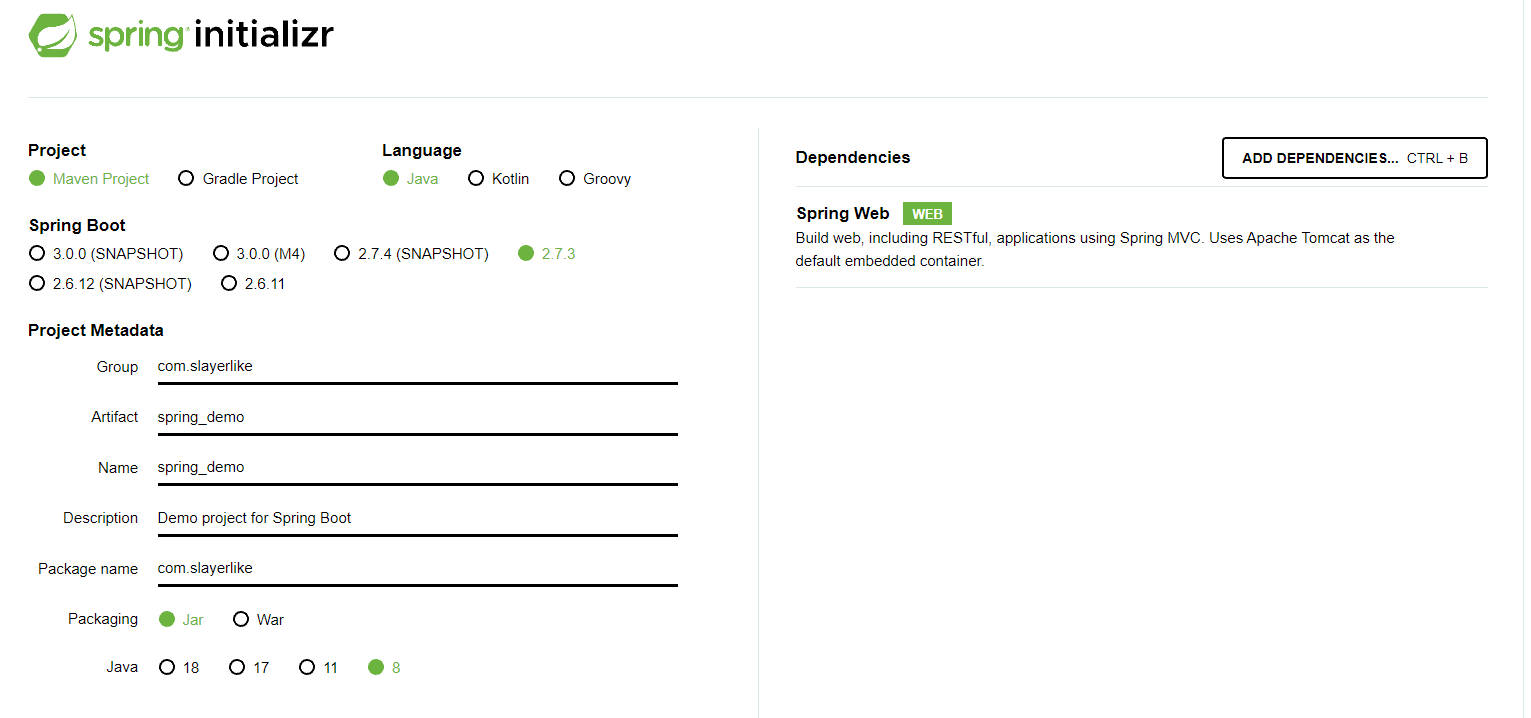 spring initializr
Project
Maven Project Gradle Project
Language
Java Kotlin Groovy
Spring Boot
3.0.0 (SNAPSHOT) 3.0.0 (M4) 2.7.4 (SNAPSHOT) 2.7.3
2.6.12 (SNAPSHOT) 2.6.11
Project Metadata
Group com.slayerlike
Artifact spring_demo
Name spring_demo
Description Demo project for Spring Boot
Package name com.slayerlike
Packaging Jar War
Java 18 17 11 8
Dependencies
ADD DEPENDENCIES... CTRL + B
Spring Web WEB
Build web, including RESTful, applications using Spring MVC. Uses Apache Tomcat as the
default embedded container.